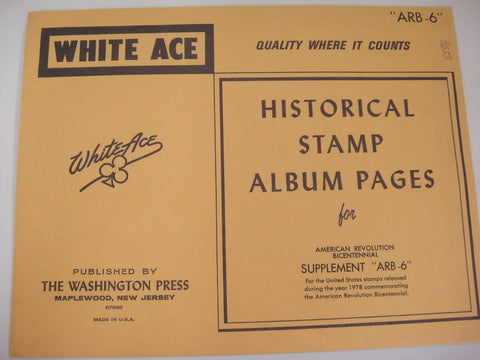 "ARB-6"
WHITE ACE
QUALITY WHERE IT COUNTS
HISTORICAL
STAMP
ALBUM PAGES
for
AMERICAN REVOLUTION
BICENTENNIAL
SUPPLEMENT "ARB-6"
For the United States stamps released
during the year 1978 commemorating
the American Revolution Bicentennial.
White Ace
PUBLISHED BY
THE WASHINGTON PRESS
MAPLEWOOD, NEW JERSEY
07040
MADE IN U.S.A.